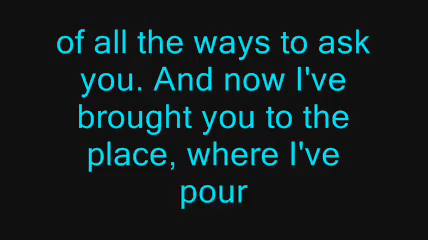 of all the ways to ask
you. And now I've
brought you to the
place, where I've
pour